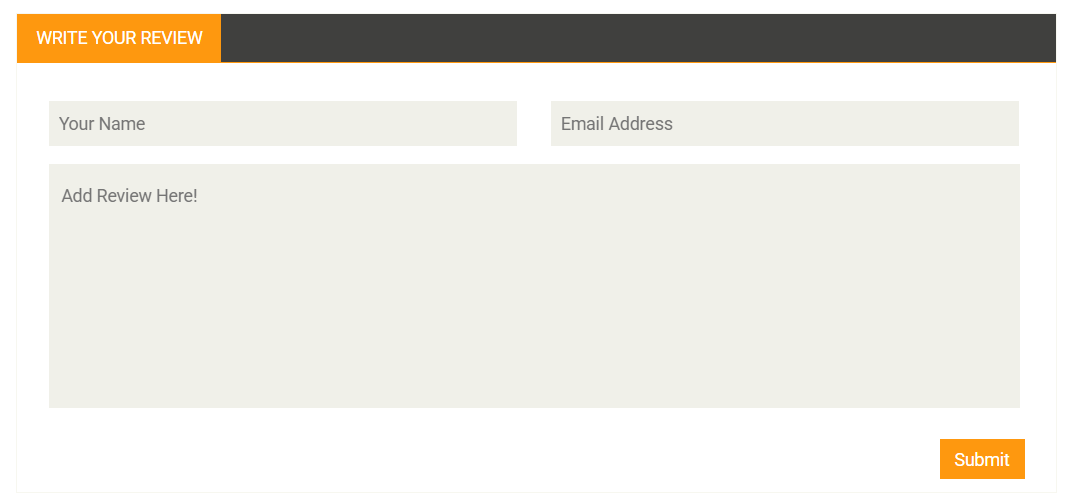 WRITE YOUR REVIEW
Your Name
Email Address
Add Review Here!
Submit